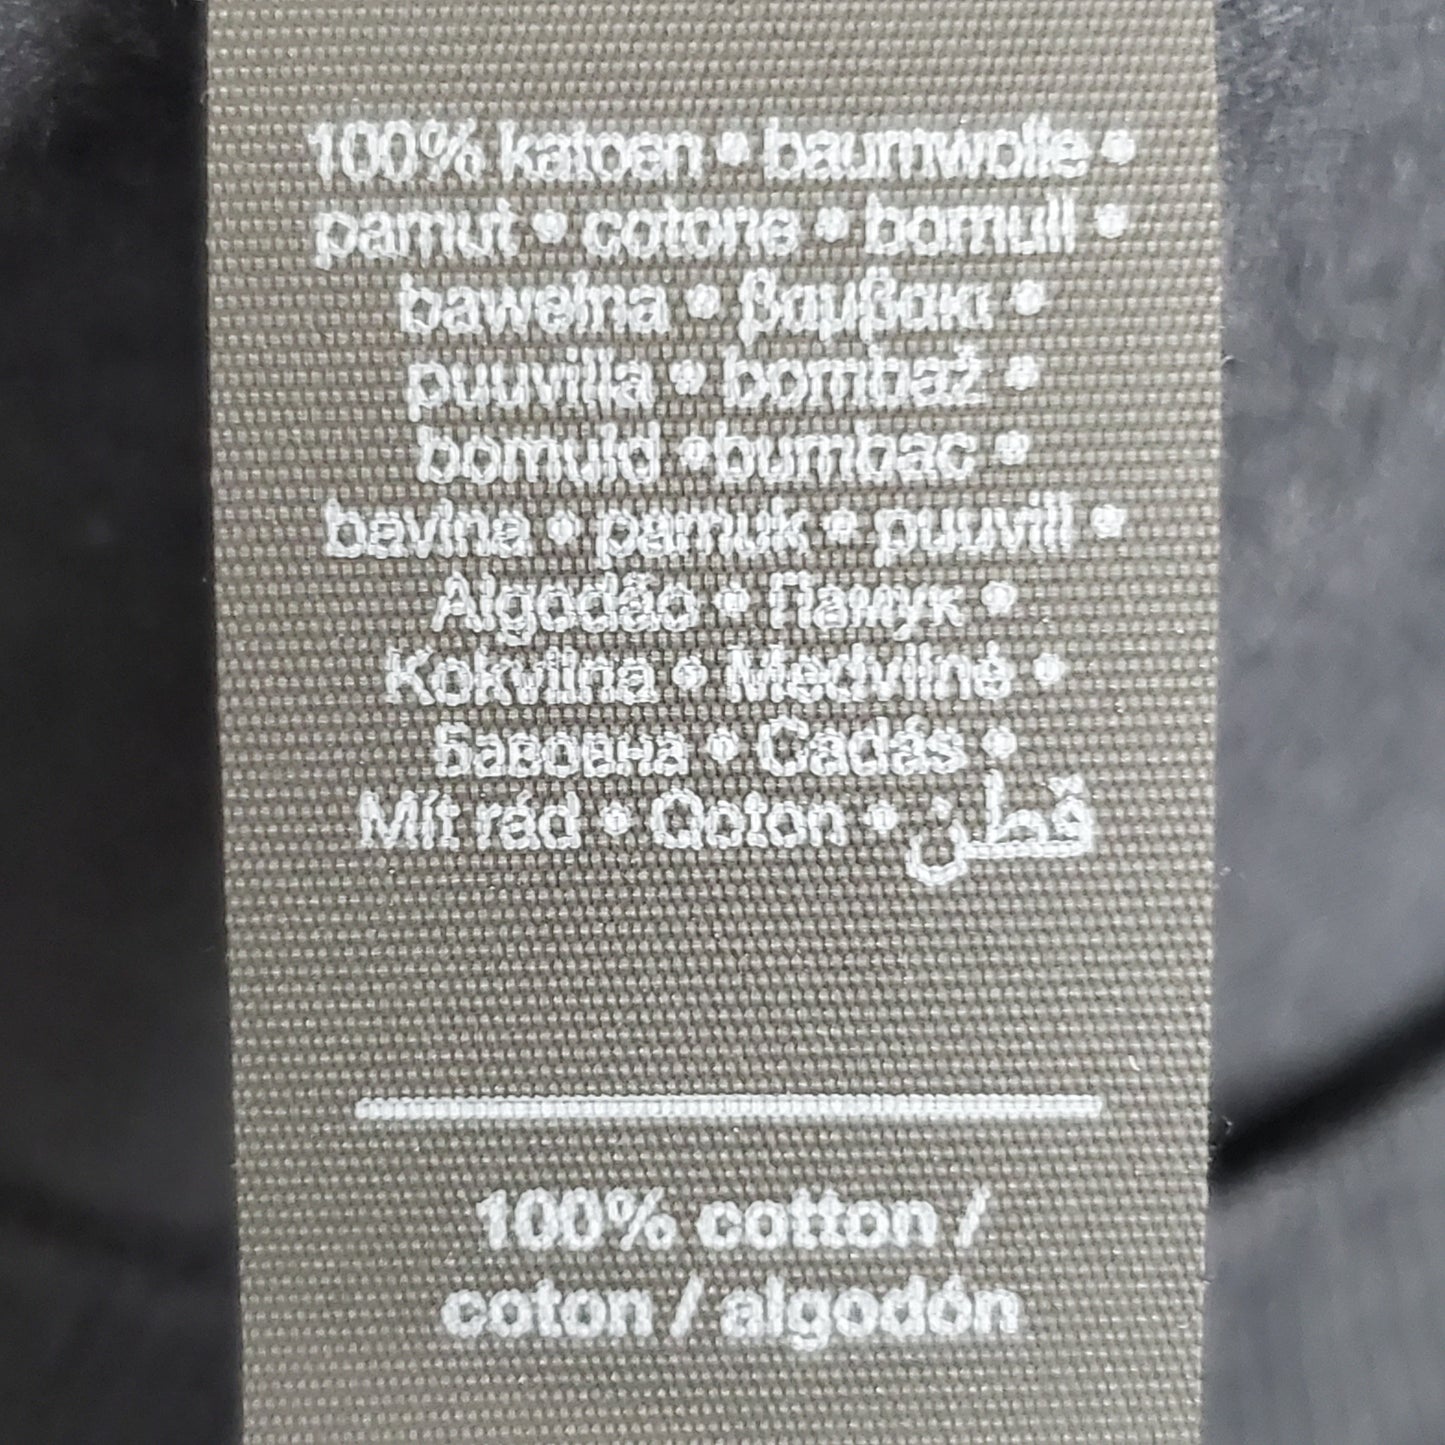 100% katoen • baumwolle •
pamut • cotone • bomull •
bawełna • βαμβακι •
puuvilla • bombaž •
bomuld •bumbac •
bavlna • pamuk • puuvill •
Algodão • Памук •
Kokvilna • Medvilnė •
Бавовна • Cadás •
Mít rád • Qoton • قطن
100% cotton /
coton / algodón